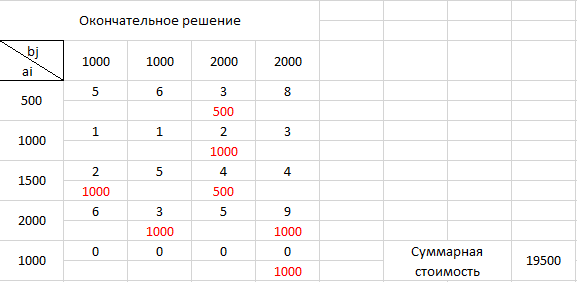 Окончательное решение
bj
ai
1000 1000 2000 2000
500
5 6 3 8
500
1000
1 1 2 3
1000
1500
2 5 4 4
1000 500
2000
6 3 5 9
1000 1000
1000
0 0 0 0
1000
Суммарная
стоимость
19500